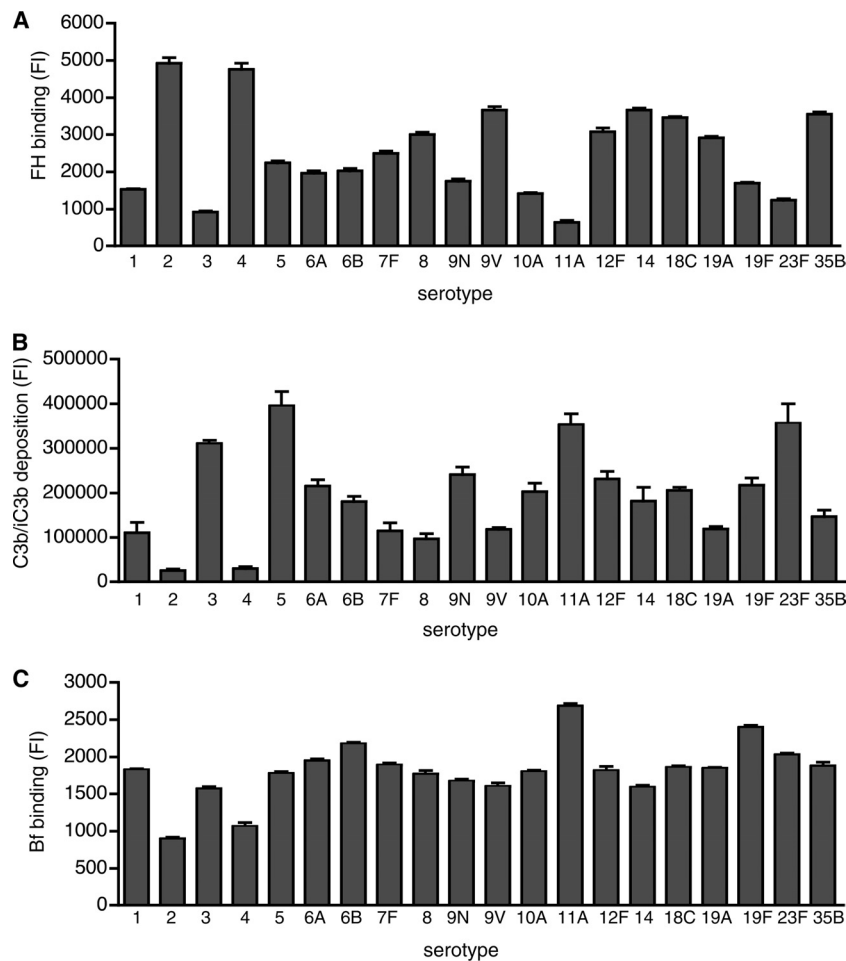 A
FH binding (FI)
6000
5000
4000
3000
2000
1000
0
1 2 3 4 5 6A 6B 7F 8 9N 9V 10A 11A 12F 14 18C 19A 19F 23F 35B
serotype
B
C3b/iC3b deposition (FI)
500000
400000
300000
200000
100000
0
1 2 3 4 5 6A 6B 7F 8 9N 9V 10A 11A 12F 14 18C 19A 19F 23F 35B
serotype
C
Bf binding (FI)
3000
2500
2000
1500
1000
500
0
1 2 3 4 5 6A 6B 7F 8 9N 9V 10A 11A 12F 14 18C 19A 19F 23F 35B
serotype